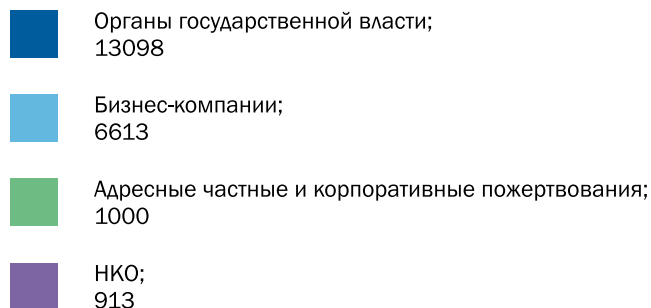 Органы государственной власти;
13098
Бизнес-компании;
6613
Адресные частные и корпоративные пожертвования;
1000
НКО;
913